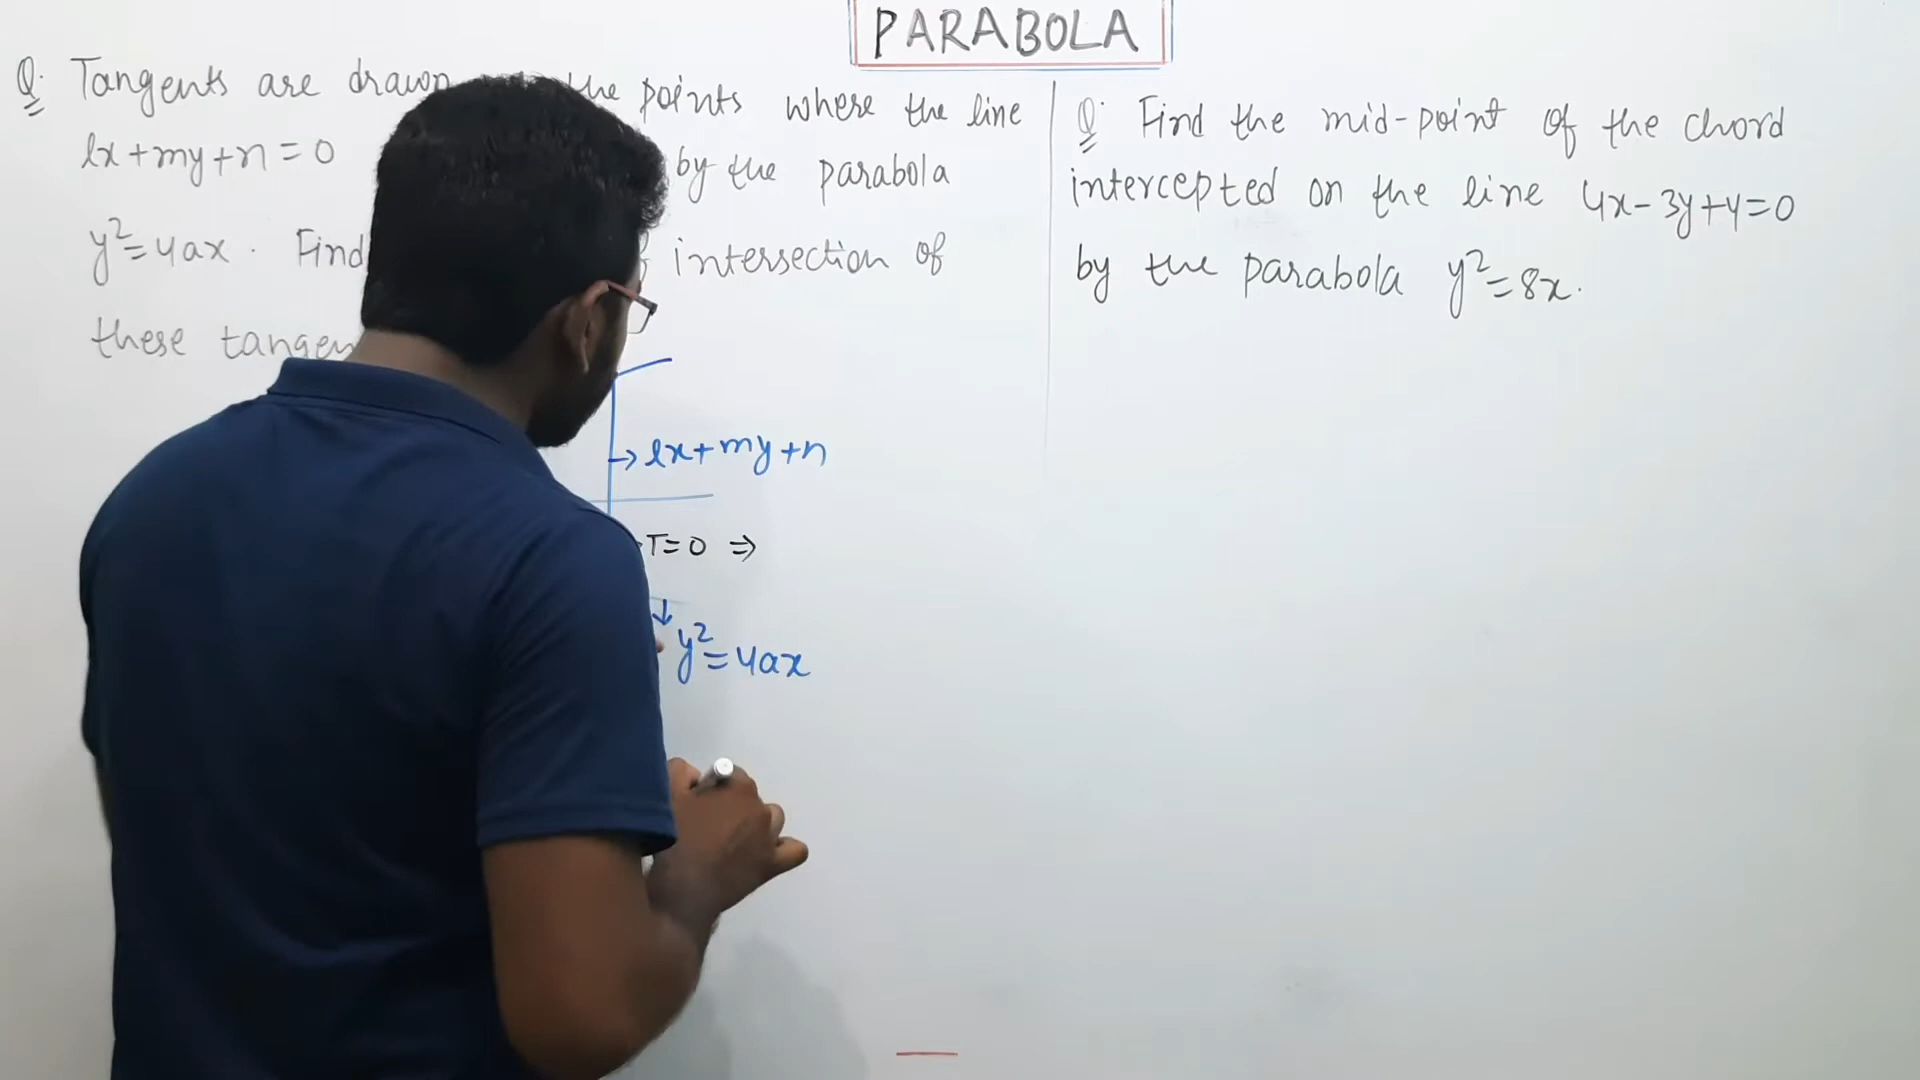 PARABOLA
Q. Tangents are drawn the points where the line
lx+my+n=0 by the parabola
y²=4ax. Find intersection of
these
→lx+my+n
T=0 ⇒
↓
y²=4ax
Q. Find the mid-point of the chord
intercepted on the line 4x-3y+4=0
by the parabola y²=8x.